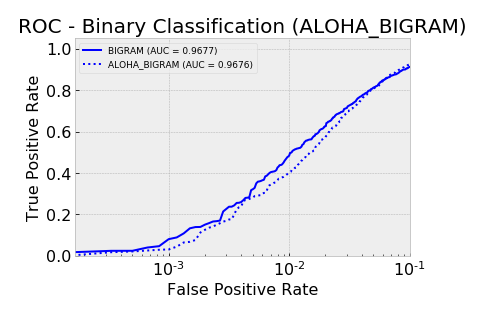 ROC - Binary Classification (ALOHA_BIGRAM)
BIGRAM (AUC = 0.9677)
ALOHA_BIGRAM (AUC = 0.9676)
True Positive Rate
1.0
0.8
0.6
0.4
0.2
0.0
10⁻³ 10⁻² 10⁻¹
False Positive Rate